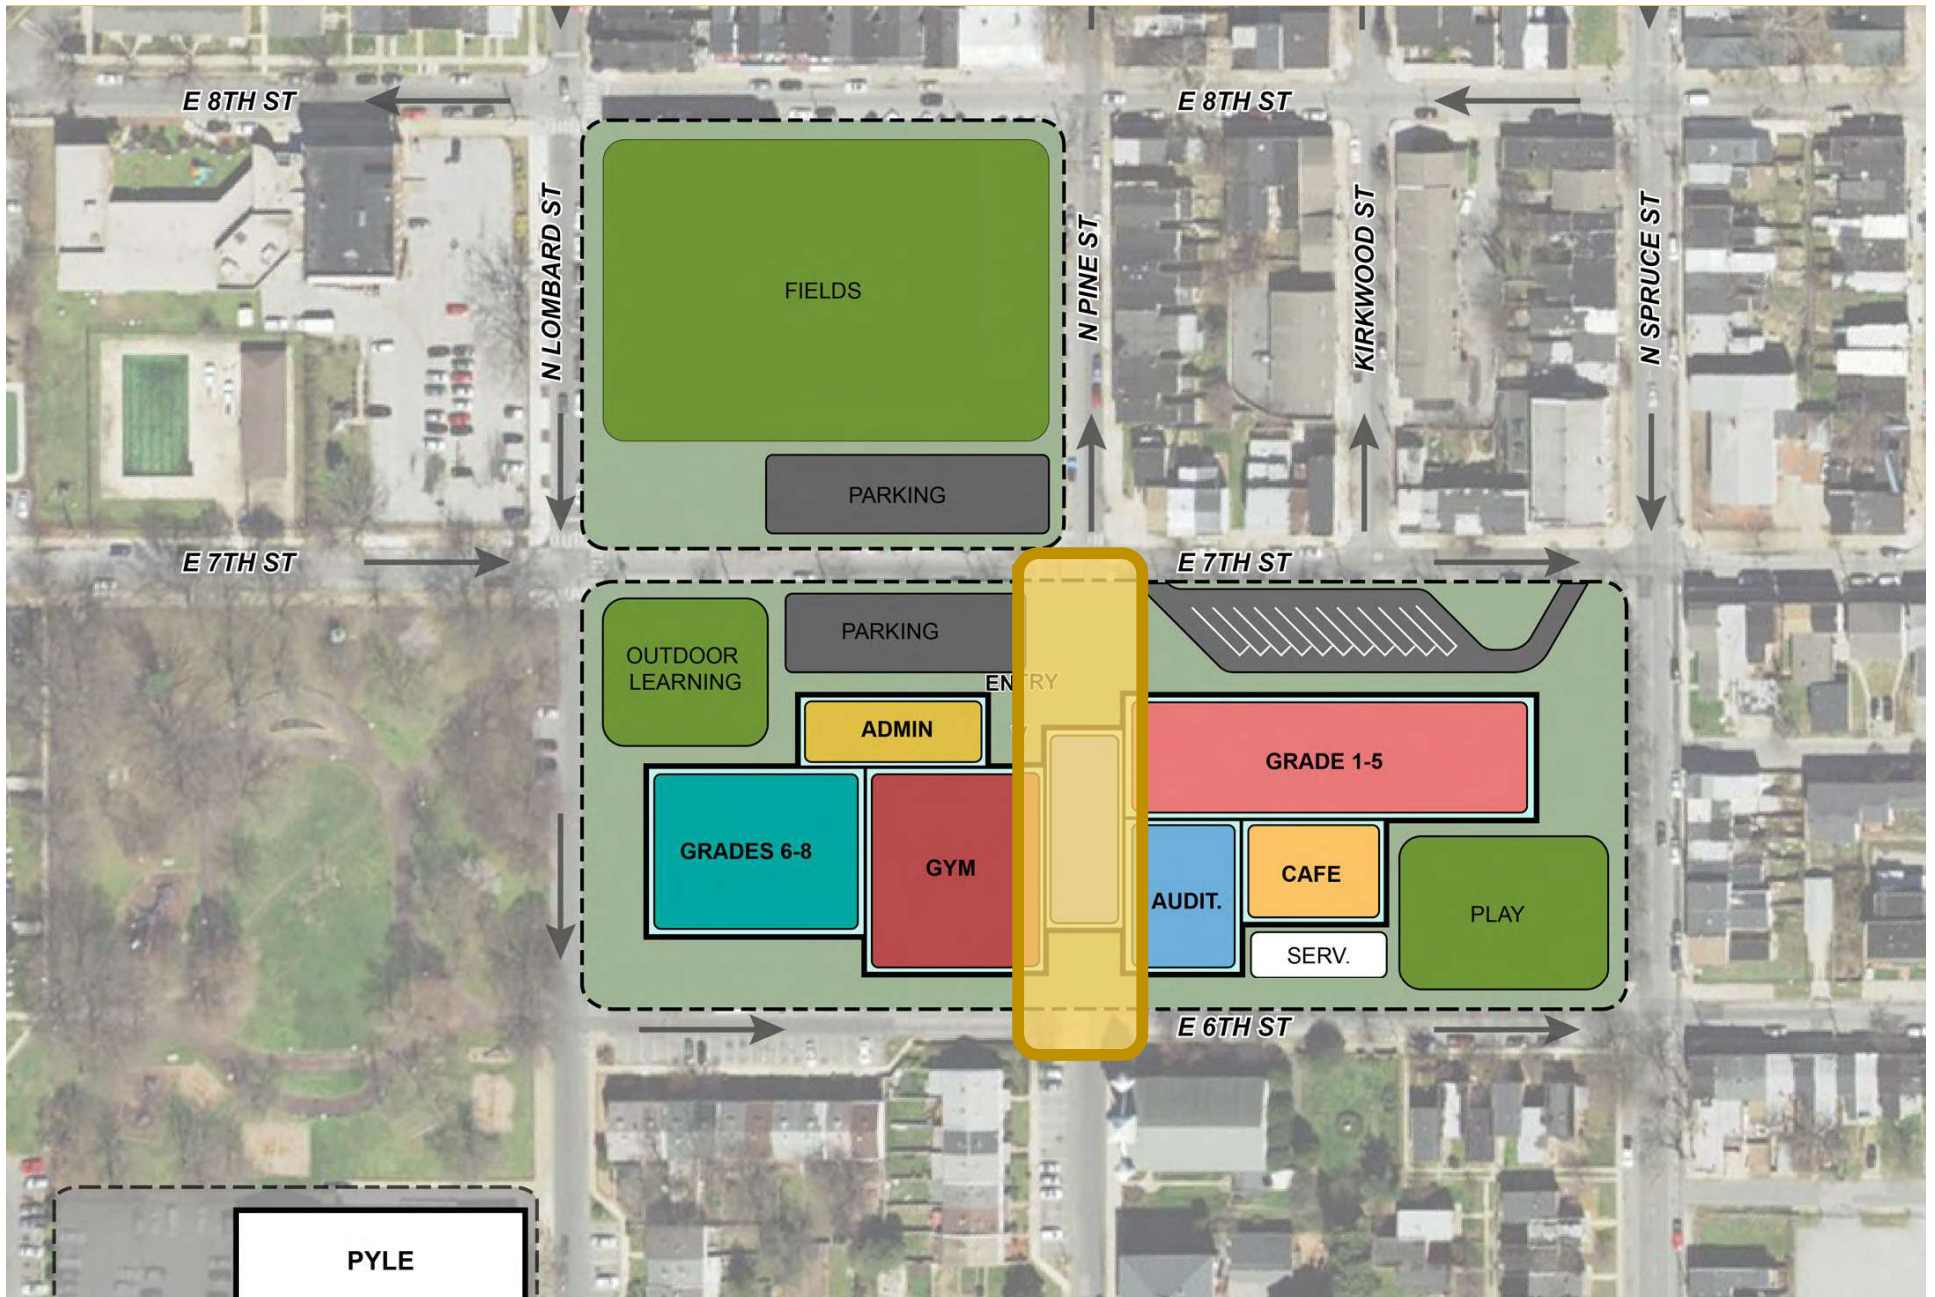 E 8TH ST
E 8TH ST
N LOMBARD ST
FIELDS
N PINE ST
KIRKWOOD ST
N SPRUCE ST
PARKING
E 7TH ST
E 7TH ST
OUTDOOR
LEARNING
PARKING
ENTRY
ADMIN
GRADE 1-5
GRADES 6-8
GYM
AUDIT.
CAFE
PLAY
SERV.
E 6TH ST
PYLE